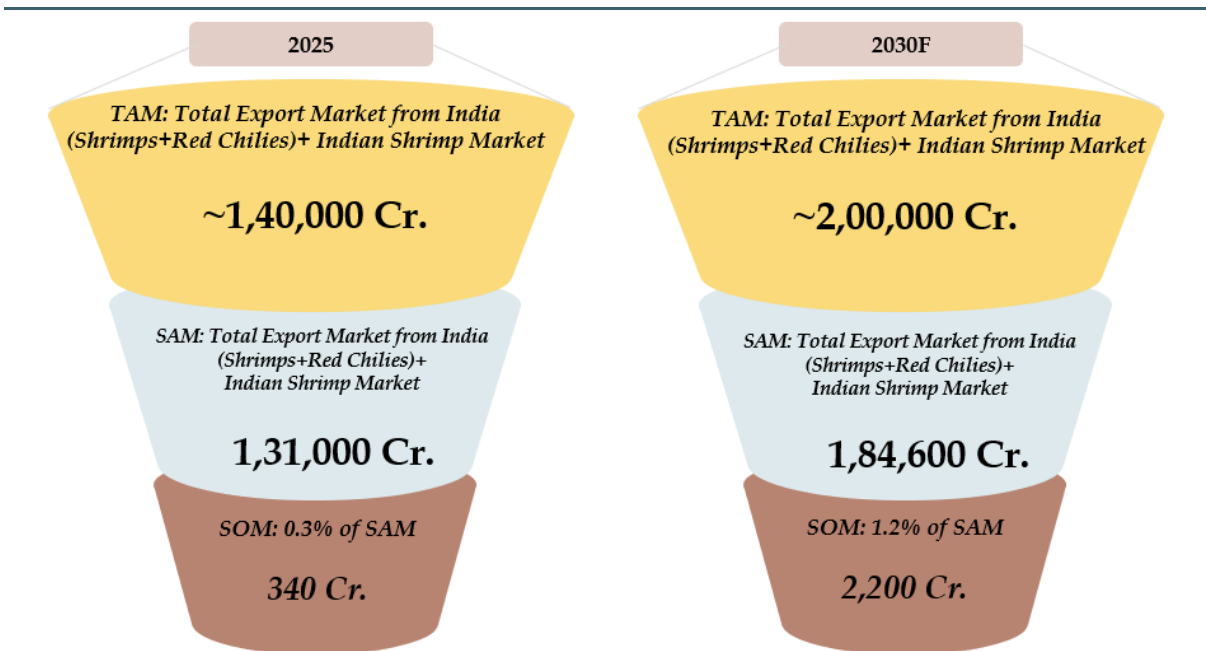 2025
TAM: Total Export Market from India
(Shrimps+Red Chilies)+ Indian Shrimp Market
~1,40,000 Cr.
SAM: Total Export Market from India
(Shrimps+Red Chilies)+
Indian Shrimp Market
1,31,000 Cr.
SOM: 0.3% of SAM
340 Cr.
2030F
TAM: Total Export Market from India
(Shrimps+Red Chilies)+ Indian Shrimp Market
~2,00,000 Cr.
SAM: Total Export Market from India
(Shrimps+Red Chilies)+
Indian Shrimp Market
1,84,600 Cr.
SOM: 1.2% of SAM
2,200 Cr.